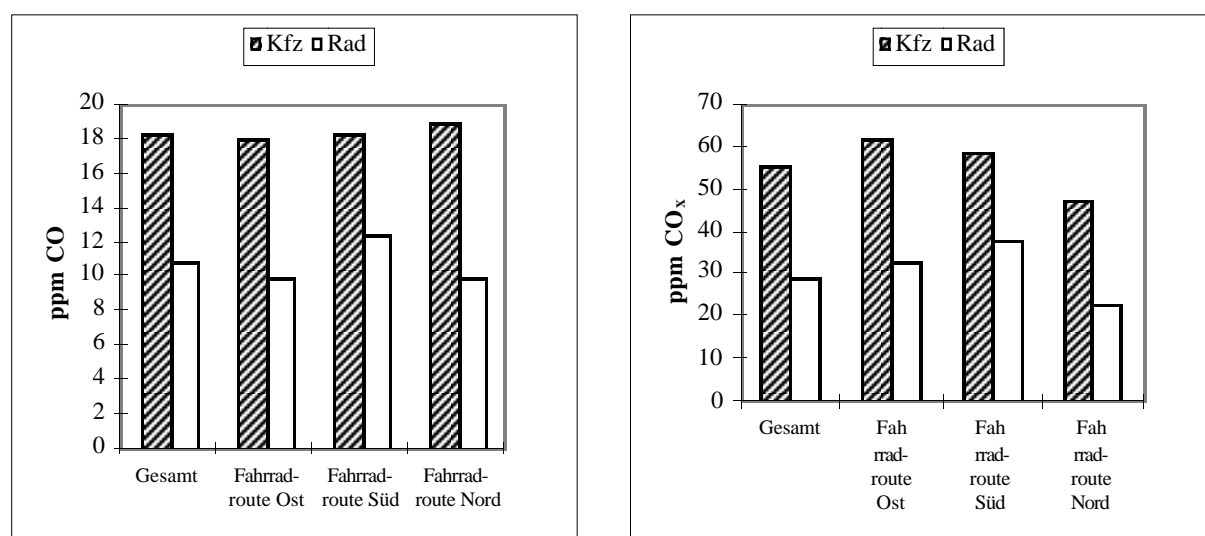 Kfz Rad
ppm CO
20
18
16
14
12
10
8
6
4
2
0
Gesamt
Fahrrad-
route Ost
Fahrrad-
route Süd
Fahrrad-
route Nord
Kfz Rad
ppm COx
70
60
50
40
30
20
10
0
Gesamt
Fah
rrad-
route
Ost
Fah
rrad-
route
Süd
Fah
rrad-
route
Nord